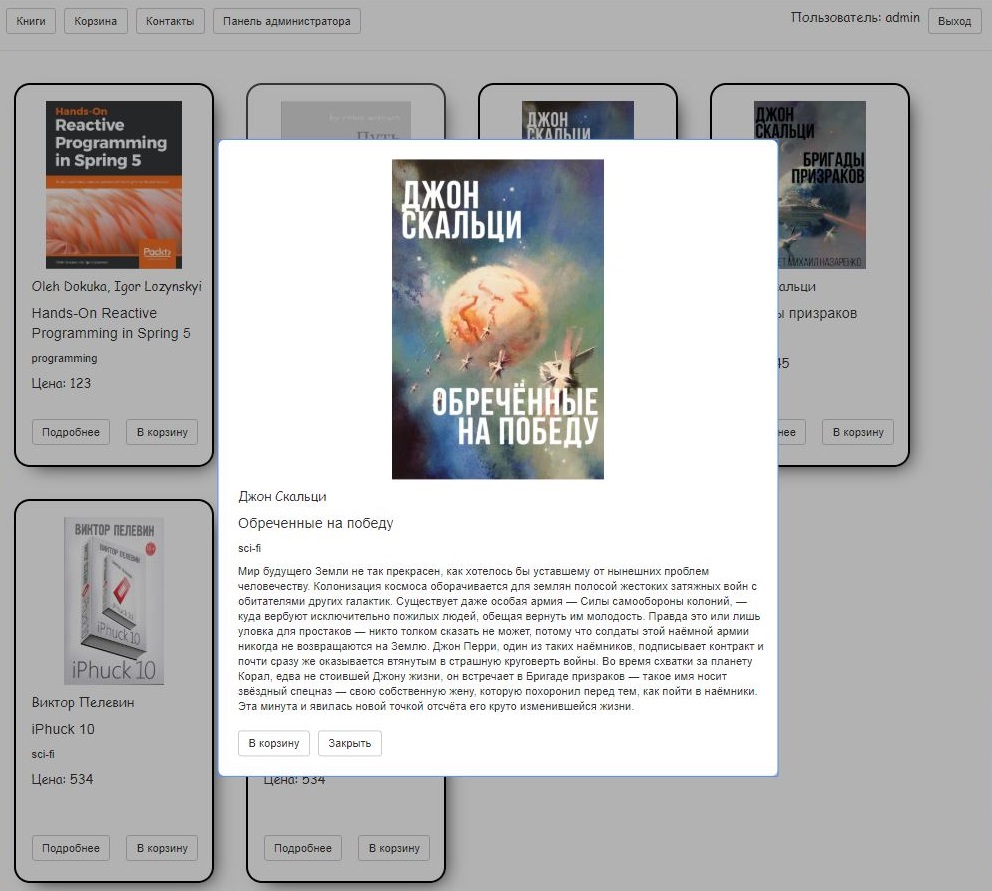 Книги Корзина Контакты Панель администратора Пользователь: admin Выход
Hands-On
Reactive
Programming
in Spring 5
Packt
Oleh Dokuka, Igor Lozynskyi
Hands-On Reactive
Programming in Spring 5
programming
Цена: 123
Подробнее В корзину
Путь
ДЖОН
СКАЛЬЦИ
ДЖОН
СКАЛЬЦИ
БРИГАДЫ
ПРИЗРАКОВ
МИХАИЛ НАЗАРЕНКО
призраков
45
В корзину
ДЖОН
СКАЛЬЦИ
ОБРЕЧЁННЫЕ
НА ПОБЕДУ
Джон Скальци
Обреченные на победу
sci-fi
Мир будущего Земли не так прекрасен, как хотелось бы уставшему от нынешних проблем
человечеству. Колонизация космоса оборачивается для землян полосой жестоких затяжных войн с
обитателями других галактик. Существует даже особая армия — Силы самообороны колоний, —
куда вербуют исключительно пожилых людей, обещая вернуть им молодость. Правда это или лишь
уловка для простаков — никто толком сказать не может, потому что солдаты этой наёмной армии
никогда не возвращаются на Землю. Джон Перри, один из таких наёмников, подписывает контракт и
почти сразу же оказывается втянутым в страшную круговерть войны. Во время схватки за планету
Корал, едва не стоившей Джону жизни, он встречает в Бригаде призраков — такое имя носит
звёздный спецназ — свою собственную жену, которую похоронил перед тем, как пойти в наёмники.
Эта минута и явилась новой точкой отсчёта его круто изменившейся жизни.
В корзину Закрыть
ВИКТОР ПЕЛЕВИН
ВИКТОР ПЕЛЕВИН
iPhuck 10
iPhuck 10
Виктор Пелевин
iPhuck 10
sci-fi
Цена: 534
Подробнее В корзину
Цена: 534
Подробнее В корзину